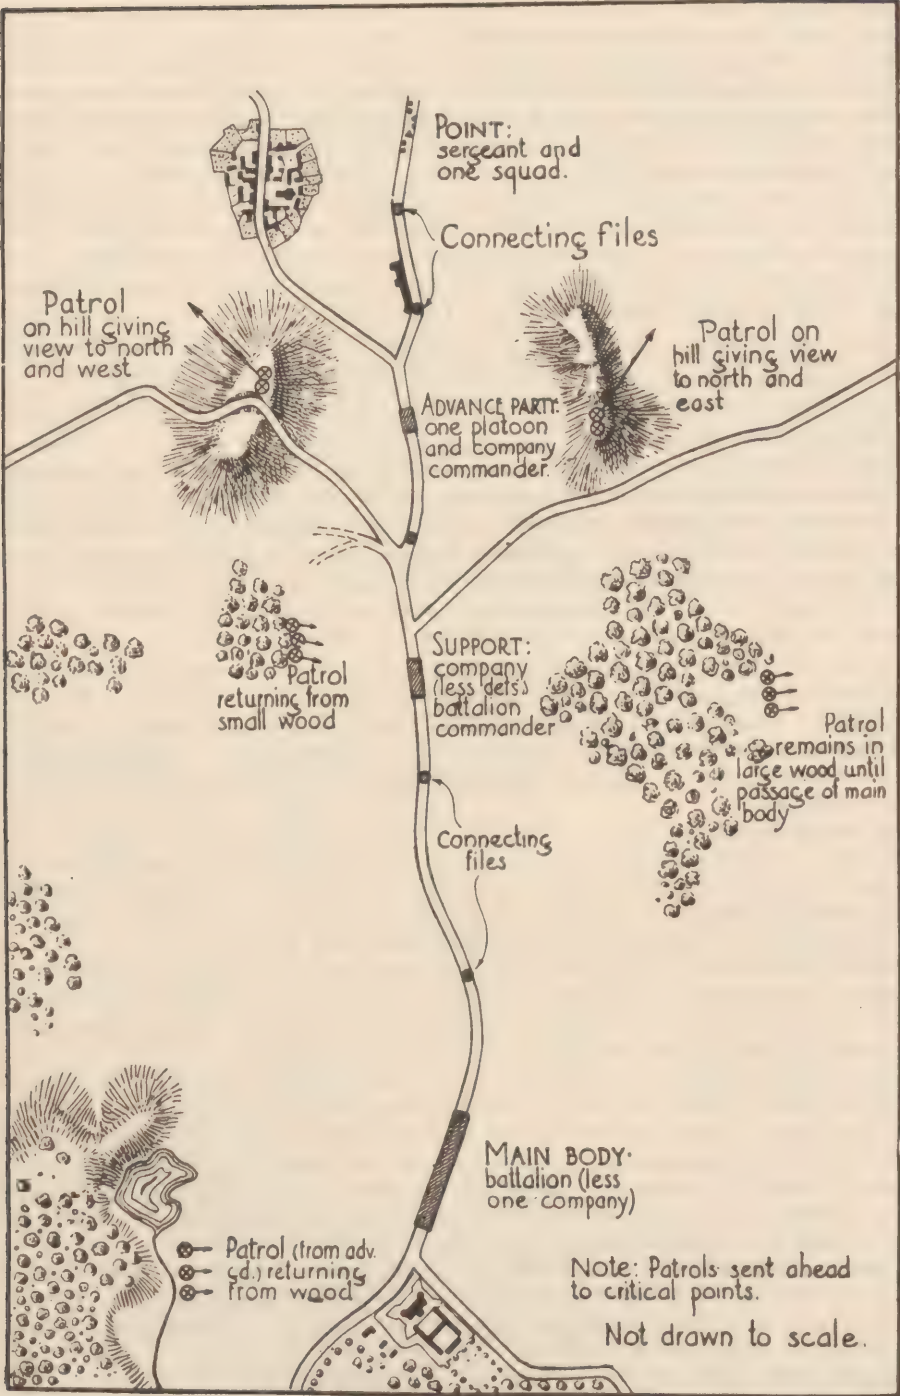 POINT:
sergeant and
one squad.
Connecting files
Patrol
on hill giving
view to north
and west
Patrol on
hill giving view
to north and
east
ADVANCE PARTY:
one platoon
and company
commander.
SUPPORT:
company
(less dets.)
battalion
commander
Patrol
returning from
small wood
Patrol
remains in
large wood until
passage of main
body
Connecting
files
MAIN BODY.
battalion (less
one company)
Patrol (from adv.
gd.) returning
from wood
Note: Patrols sent ahead
to critical points.
Not drawn to scale.